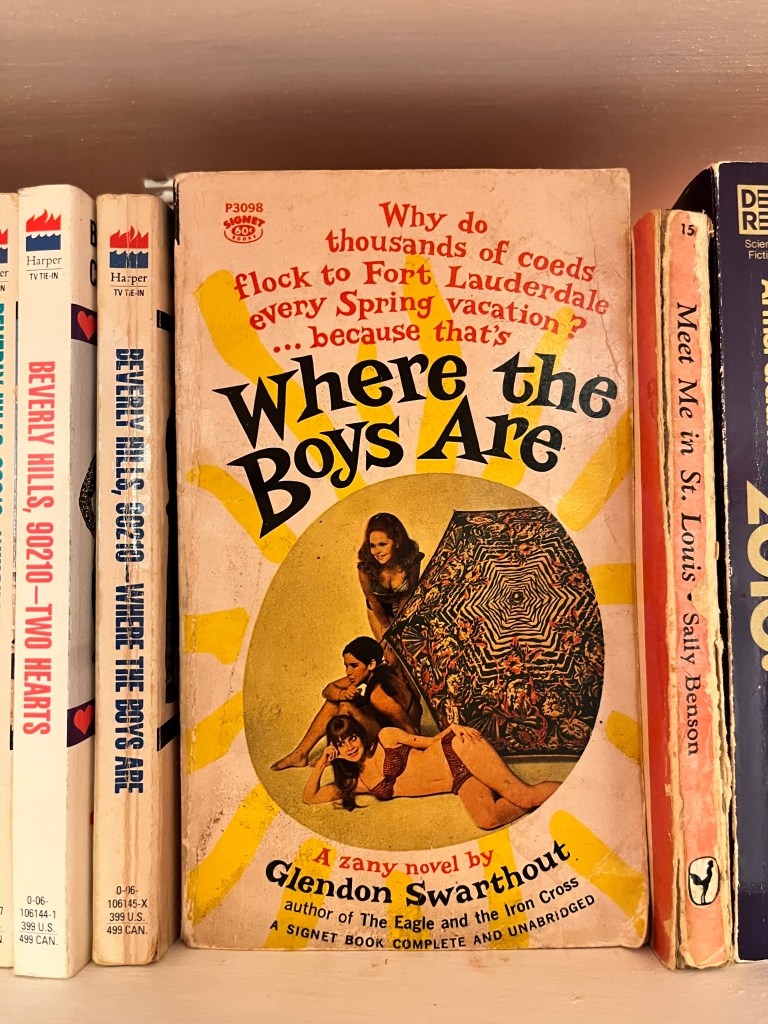 Harper
TV TIE-IN
BEVERLY HILLS, 90210—TWO HEARTS
0-06-
106144-1
399 U.S.
499 CAN.
Harper
TV TIE-IN
BEVERLY HILLS, 90210—WHERE THE BOYS ARE
0-06-
106145-X
399 U.S.
499 CAN.
P3098
SIGNET
60c
BOOKS
Why do
thousands of coeds
flock to Fort Lauderdale
every Spring vacation?
... because that's
Where the
Boys Are
A zany novel by
Glendon Swarthout
author of The Eagle and the Iron Cross
A SIGNET BOOK COMPLETE AND UNABRIDGED
15
Meet Me in St. Louis • Sally Benson